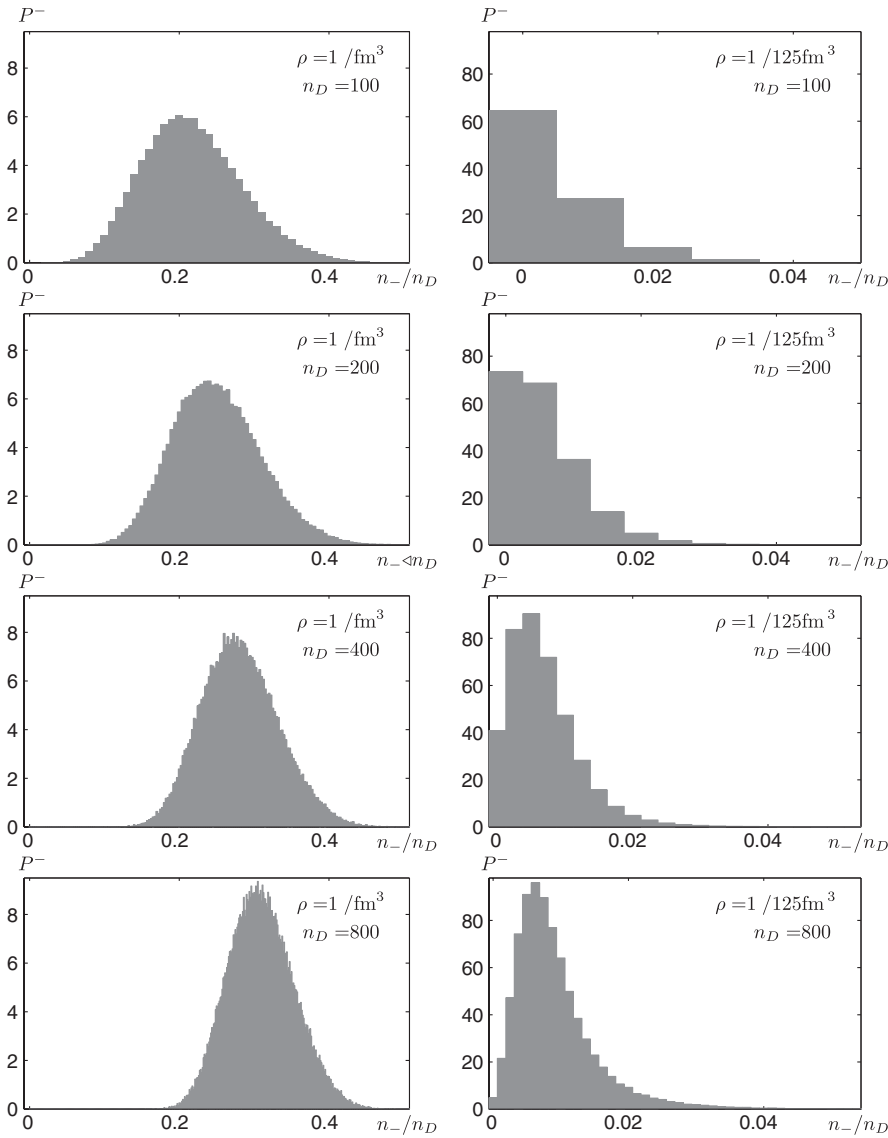 P⁻
ρ =1 /fm³
n_D =100
8
6
4
2
0
0 0.2 0.4 n₋/n_D
P⁻
ρ =1 /125fm³
n_D =100
80
60
40
20
0
0 0.02 0.04 n₋/n_D
P⁻
ρ =1 /fm³
n_D =200
8
6
4
2
0
0 0.2 0.4 n₋◁n_D
P⁻
ρ =1 /125fm³
n_D =200
80
60
40
20
0
0 0.02 0.04 n₋/n_D
P⁻
ρ =1 /fm³
n_D =400
8
6
4
2
0
0 0.2 0.4 n₋/n_D
P⁻
ρ =1 /125fm³
n_D =400
80
60
40
20
0
0 0.02 0.04 n₋/n_D
P⁻
ρ =1 /fm³
n_D =800
8
6
4
2
0
0 0.2 0.4 n₋/n_D
P⁻
ρ =1 /125fm³
n_D =800
80
60
40
20
0
0 0.02 0.04 n₋/n_D